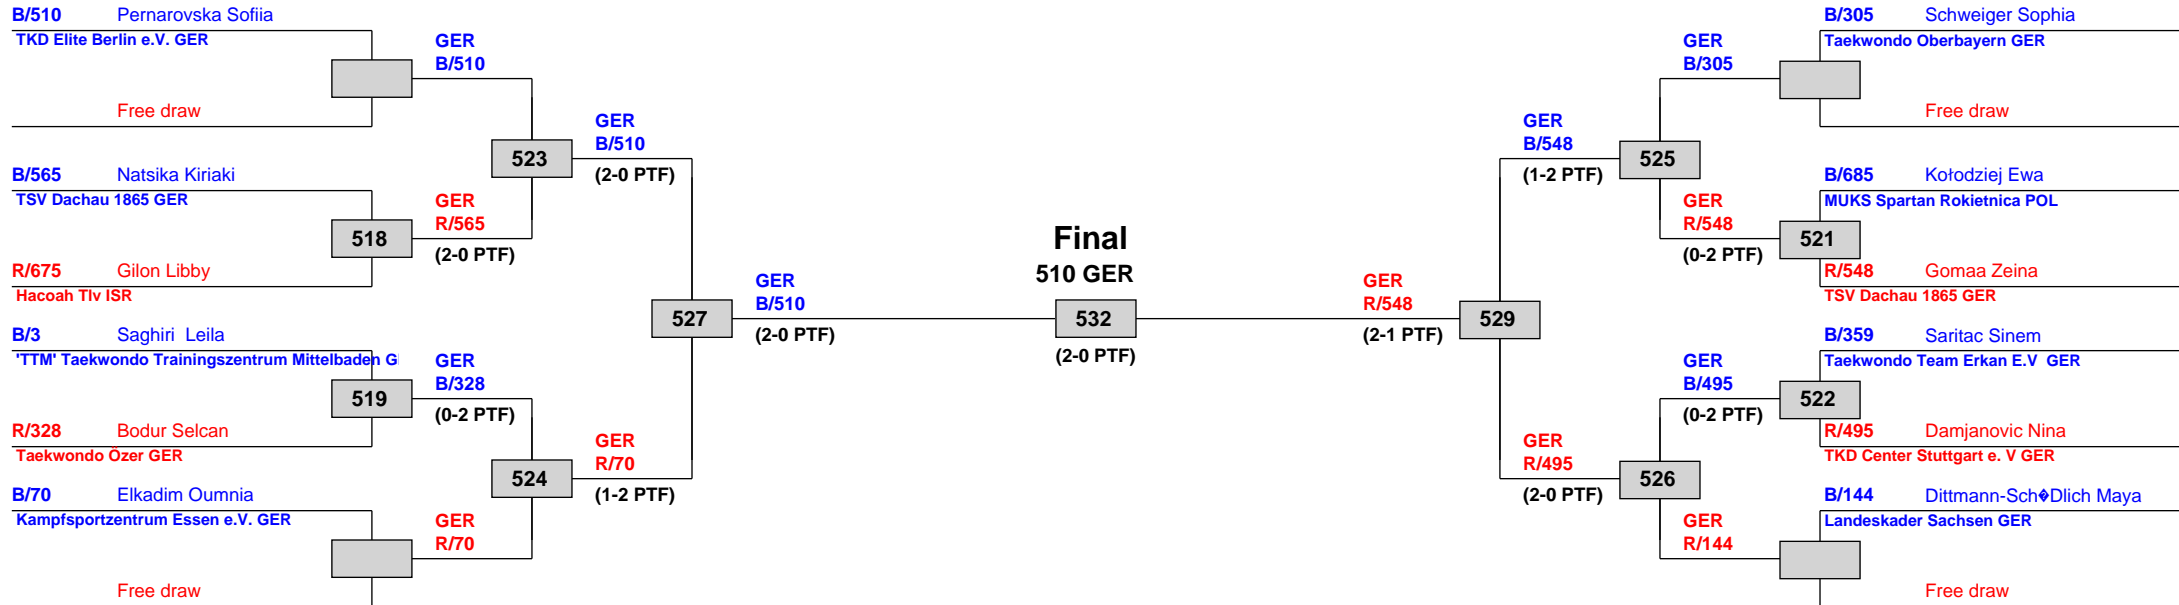 B/510 Pernarovska Sofiia
TKD Elite Berlin e.V. GER
Free draw
B/565 Natsika Kiriaki
TSV Dachau 1865 GER
R/675 Gilon Libby
Hacoah Tlv ISR
B/3 Saghiri Leila
'TTM' Taekwondo Trainingszentrum Mittelbaden G
R/328 Bodur Selcan
Taekwondo Özer GER
B/70 Elkadim Oumnia
Kampfsportzentrum Essen e.V. GER
Free draw
GER
B/510
518
GER
R/565
(2-0 PTF)
519
GER
B/328
(0-2 PTF)
GER
R/70
523
GER
B/510
(2-0 PTF)
524
GER
R/70
(1-2 PTF)
527
GER
B/510
(2-0 PTF)
Final
510 GER
532
(2-0 PTF)
GER
R/548
(2-1 PTF)
529
GER
B/548
(1-2 PTF)
525
GER
R/495
(2-0 PTF)
526
GER
B/305
GER
R/548
(0-2 PTF)
521
GER
B/495
(0-2 PTF)
522
GER
R/144
B/305 Schweiger Sophia
Taekwondo Oberbayern GER
Free draw
B/685 Kołodziej Ewa
MUKS Spartan Rokietnica POL
R/548 Gomaa Zeina
TSV Dachau 1865 GER
B/359 Saritac Sinem
Taekwondo Team Erkan E.V GER
R/495 Damjanovic Nina
TKD Center Stuttgart e. V GER
B/144 Dittmann-Sch�Dlich Maya
Landeskader Sachsen GER
Free draw